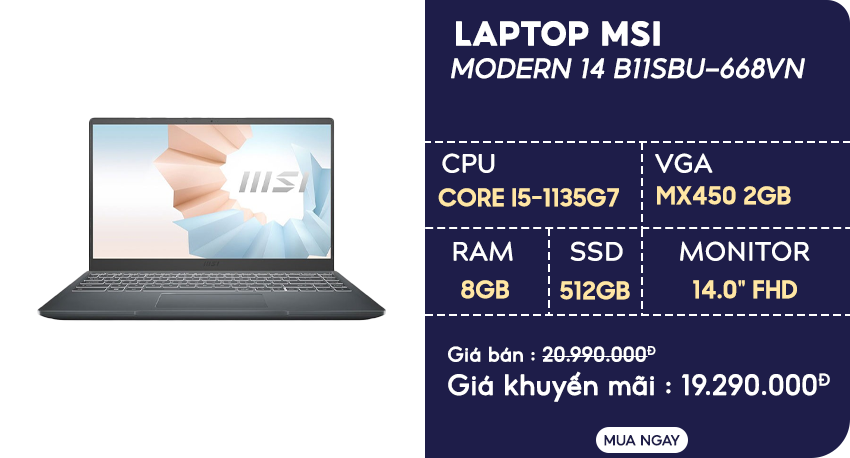 LAPTOP MSI
MODERN 14 B11SBU-668VN
CPU
CORE I5-1135G7
VGA
MX450 2GB
RAM
8GB
SSD
512GB
MONITOR
14.0" FHD
Giá bán : 20.990.000Đ
Giá khuyến mãi : 19.290.000Đ
MUA NGAY
msi